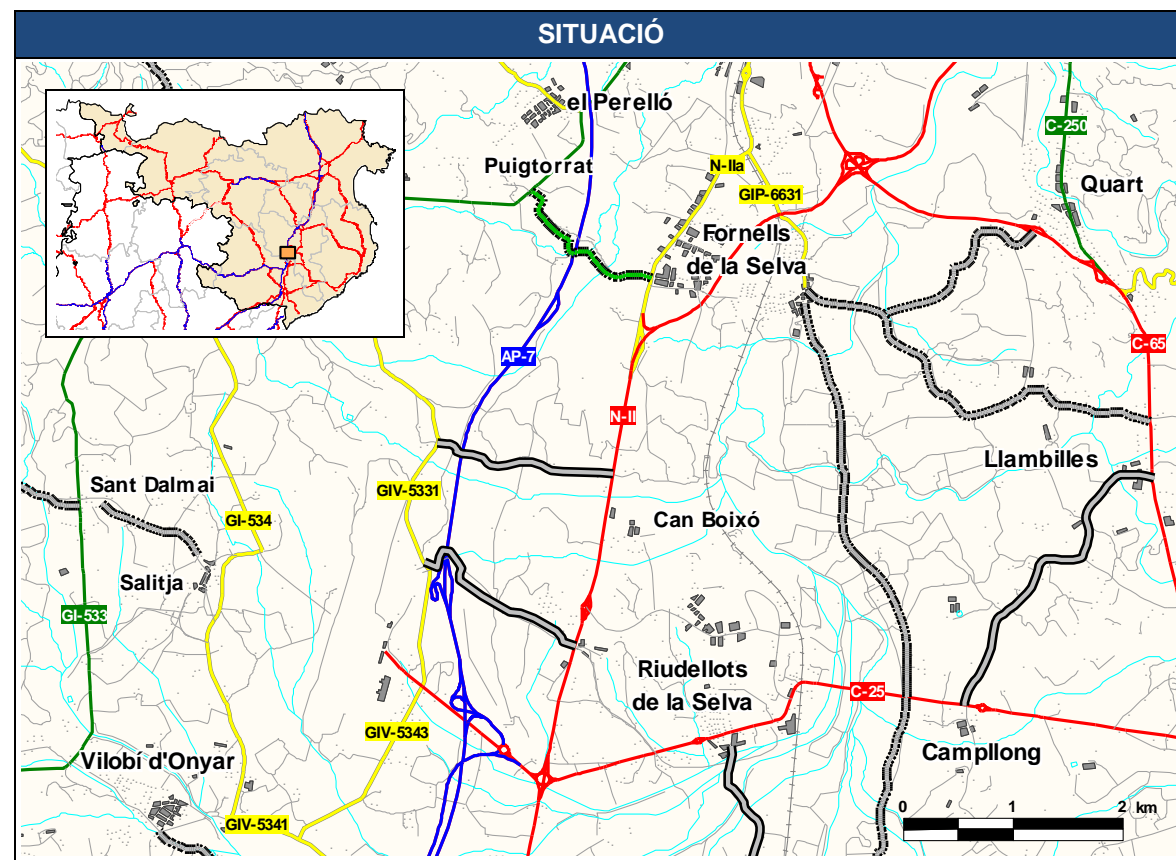 SITUACIÓ
el Perelló
Puigtorrat
N-IIa
GIP-6631
C-250
Quart
Fornells
de la Selva
AP-7
C-65
N-II
Llambilles
Sant Dalmai
GIV-5331
GI-534
Can Boixó
Salitja
GI-533
Riudellots
de la Selva
C-25
GIV-5343
Vilobí d'Onyar
Campllong
GIV-5341
0 1 2 km